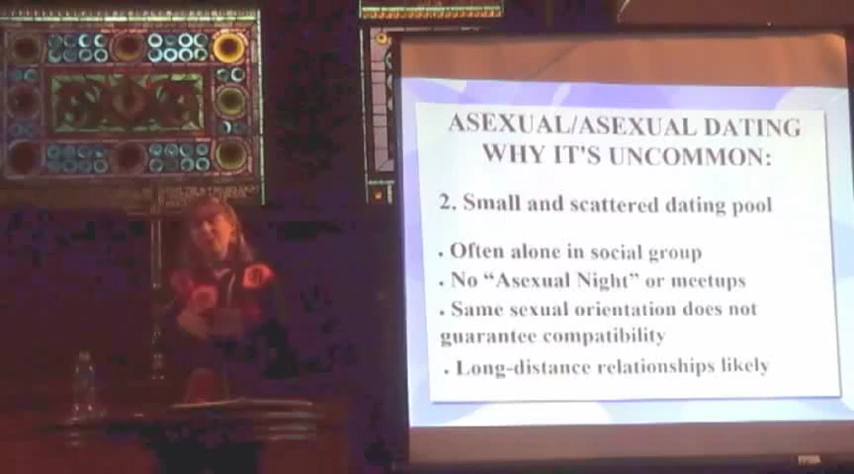 ASEXUAL/ASEXUAL DATING
WHY IT'S UNCOMMON:
2. Small and scattered dating pool
• Often alone in social group
• No “Asexual Night” or meetups
• Same sexual orientation does not
guarantee compatibility
• Long-distance relationships likely